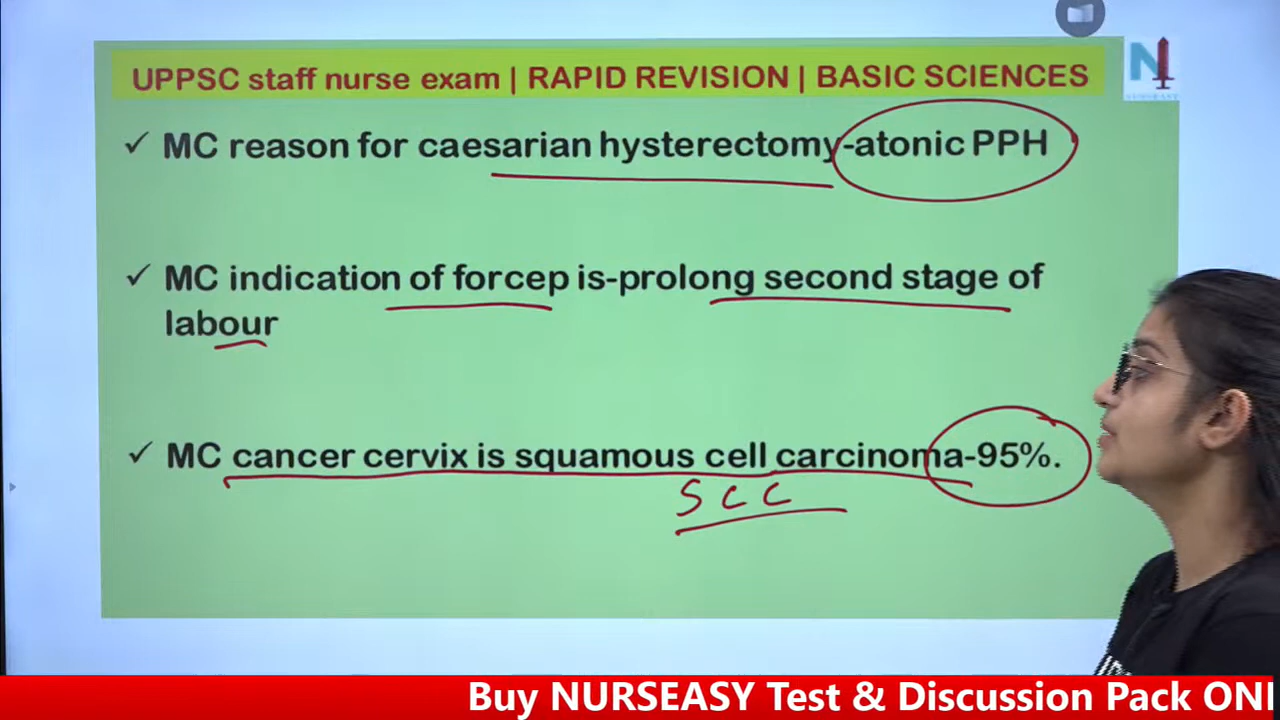 UPPSC staff nurse exam | RAPID REVISION | BASIC SCIENCES
N
✓ MC reason for caesarian hysterectomy-atonic PPH
✓ MC indication of forcep is-prolong second stage of
labour
✓ MC cancer cervix is squamous cell carcinoma-95%.
SCC
Buy NURSEASY Test & Discussion Pack ONL